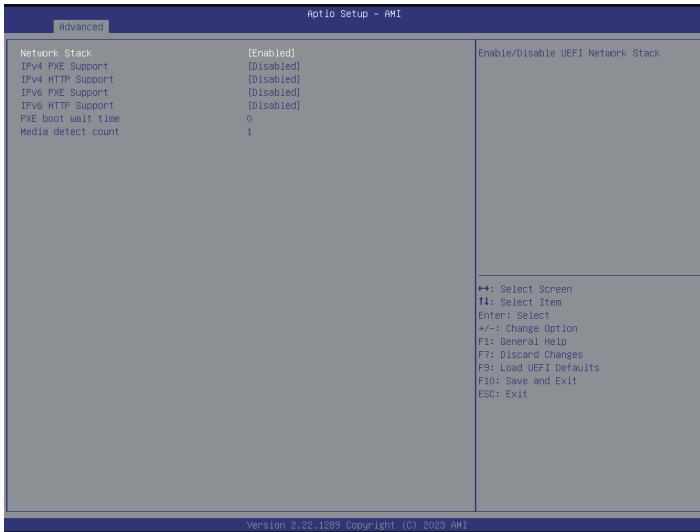 Aptio Setup – AMI
Advanced
Network Stack [Enabled]
IPv4 PXE Support [Disabled]
IPv4 HTTP Support [Disabled]
IPv6 PXE Support [Disabled]
IPv6 HTTP Support [Disabled]
PXE boot wait time 0
Media detect count 1
Enable/Disable UEFI Network Stack
↔: Select Screen
↑↓: Select Item
Enter: Select
+/-: Change Option
F1: General Help
F7: Discard Changes
F9: Load UEFI Defaults
F10: Save and Exit
ESC: Exit
Version 2.22.1289 Copyright (C) 2023 AMI